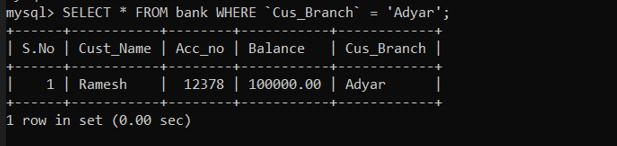 mysql> SELECT * FROM bank WHERE `Cus_Branch` = 'Adyar';
+------+-----------+--------+-----------+------------+
| S.No | Cust_Name | Acc_no | Balance   | Cus_Branch |
+------+-----------+--------+-----------+------------+
|    1 | Ramesh    |  12378 | 100000.00 | Adyar      |
+------+-----------+--------+-----------+------------+
1 row in set (0.00 sec)